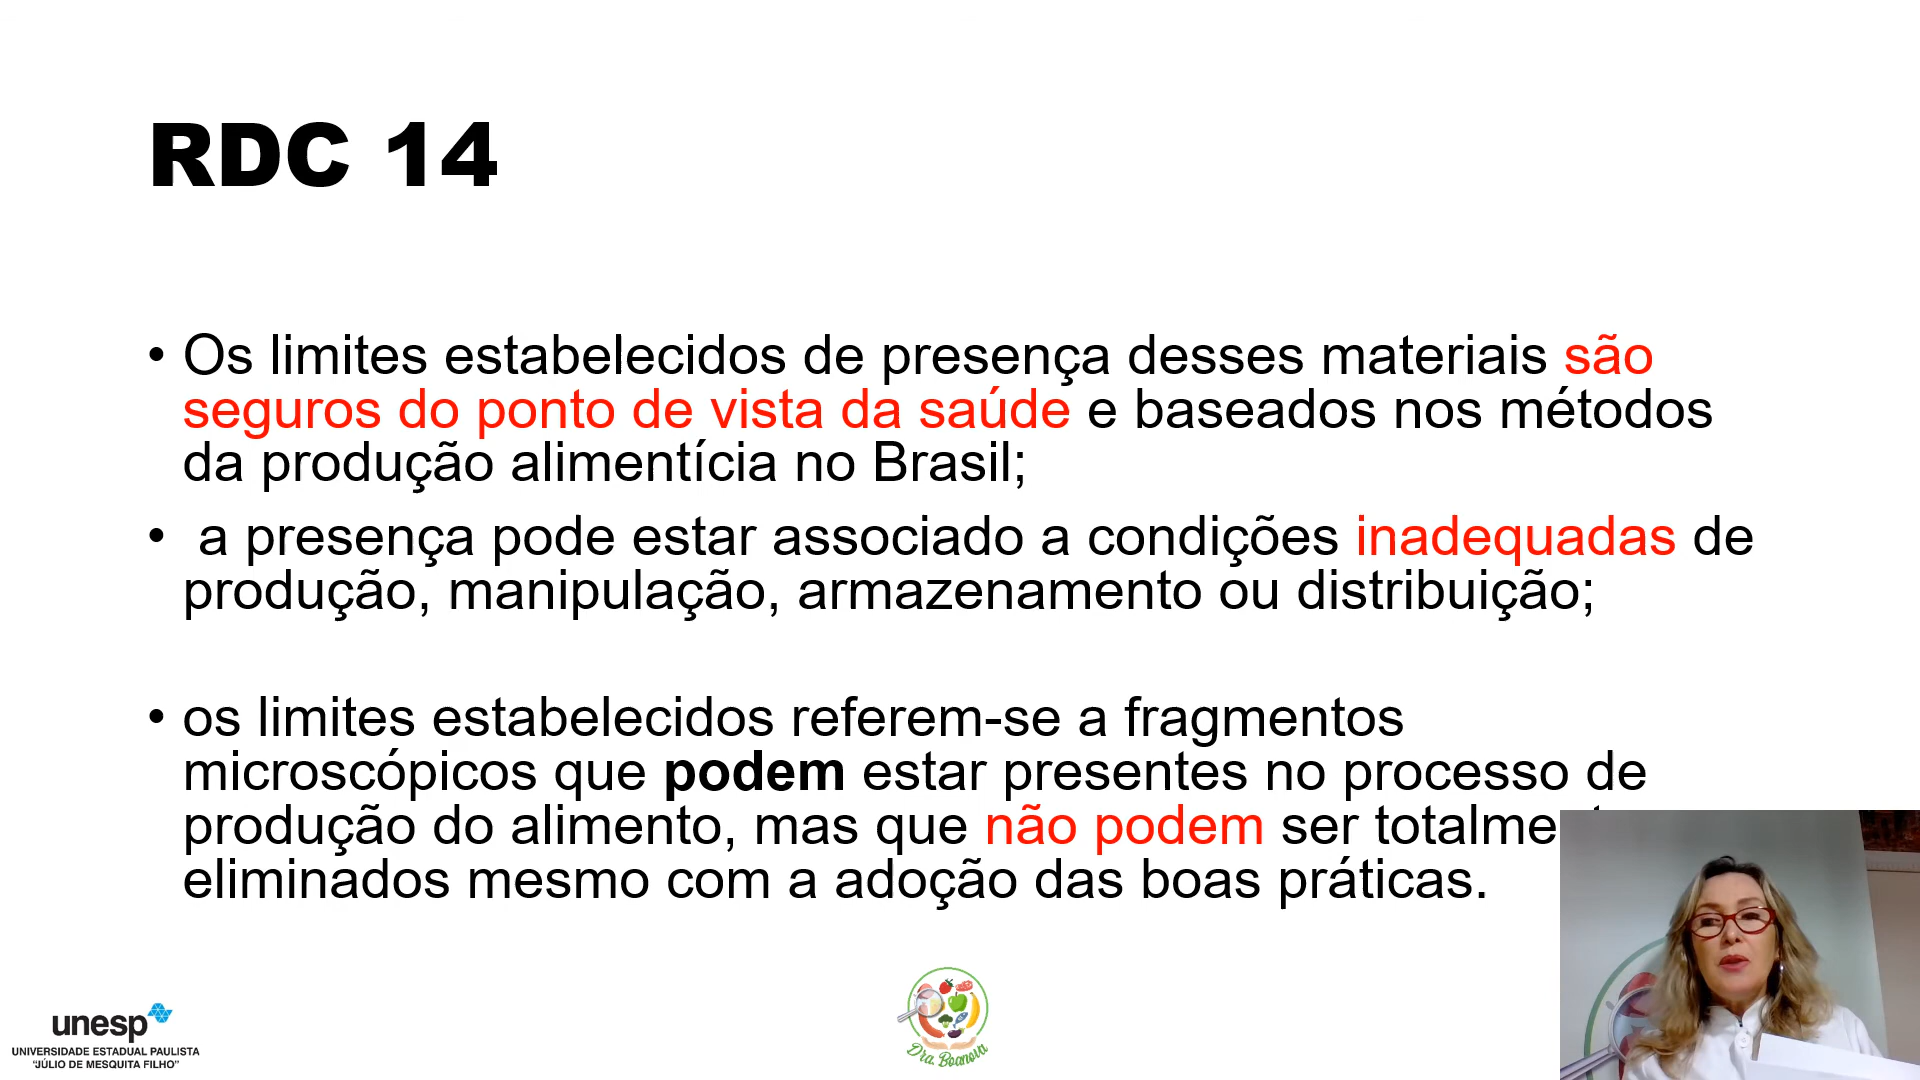 RDC 14
• Os limites estabelecidos de presença desses materiais são
seguros do ponto de vista da saúde e baseados nos métodos
da produção alimentícia no Brasil;
• a presença pode estar associado a condições inadequadas de
produção, manipulação, armazenamento ou distribuição;
• os limites estabelecidos referem-se a fragmentos
microscópicos que podem estar presentes no processo de
produção do alimento, mas que não podem ser
eliminados mesmo com a adoção das boas práticas.
unesp
UNIVERSIDADE ESTADUAL PAULISTA
"JÚLIO DE MESQUITA FILHO"
Dra. Boanova